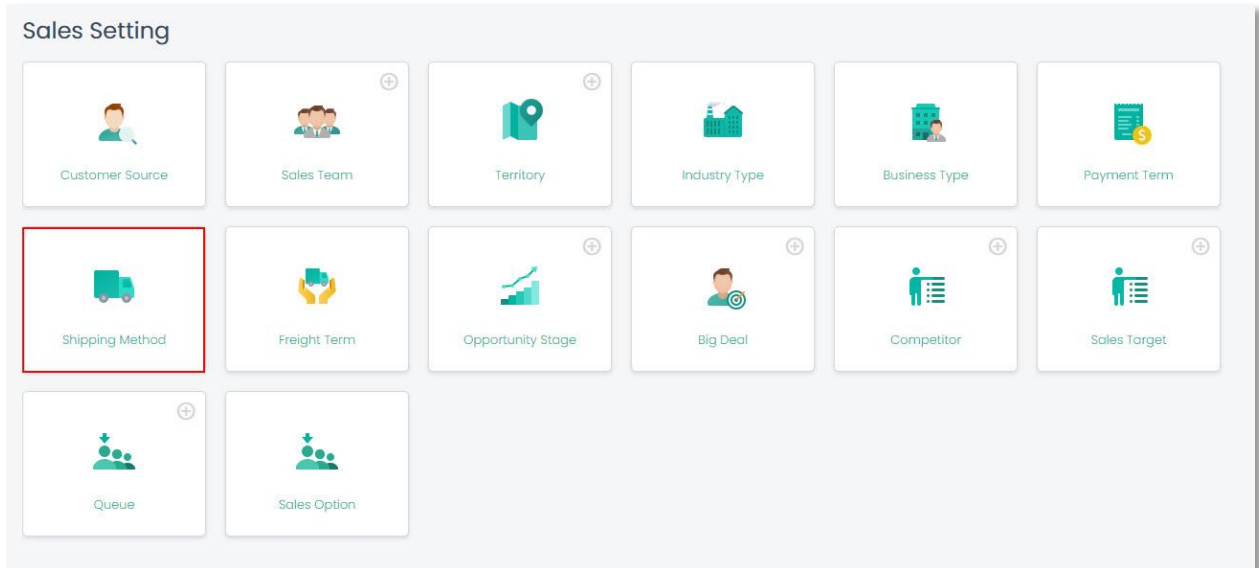 Sales Setting
Customer Source
Sales Team
Territory
Industry Type
Business Type
Payment Term
Shipping Method
Freight Term
Opportunity Stage
Big Deal
Competitor
Sales Target
Queue
Sales Option